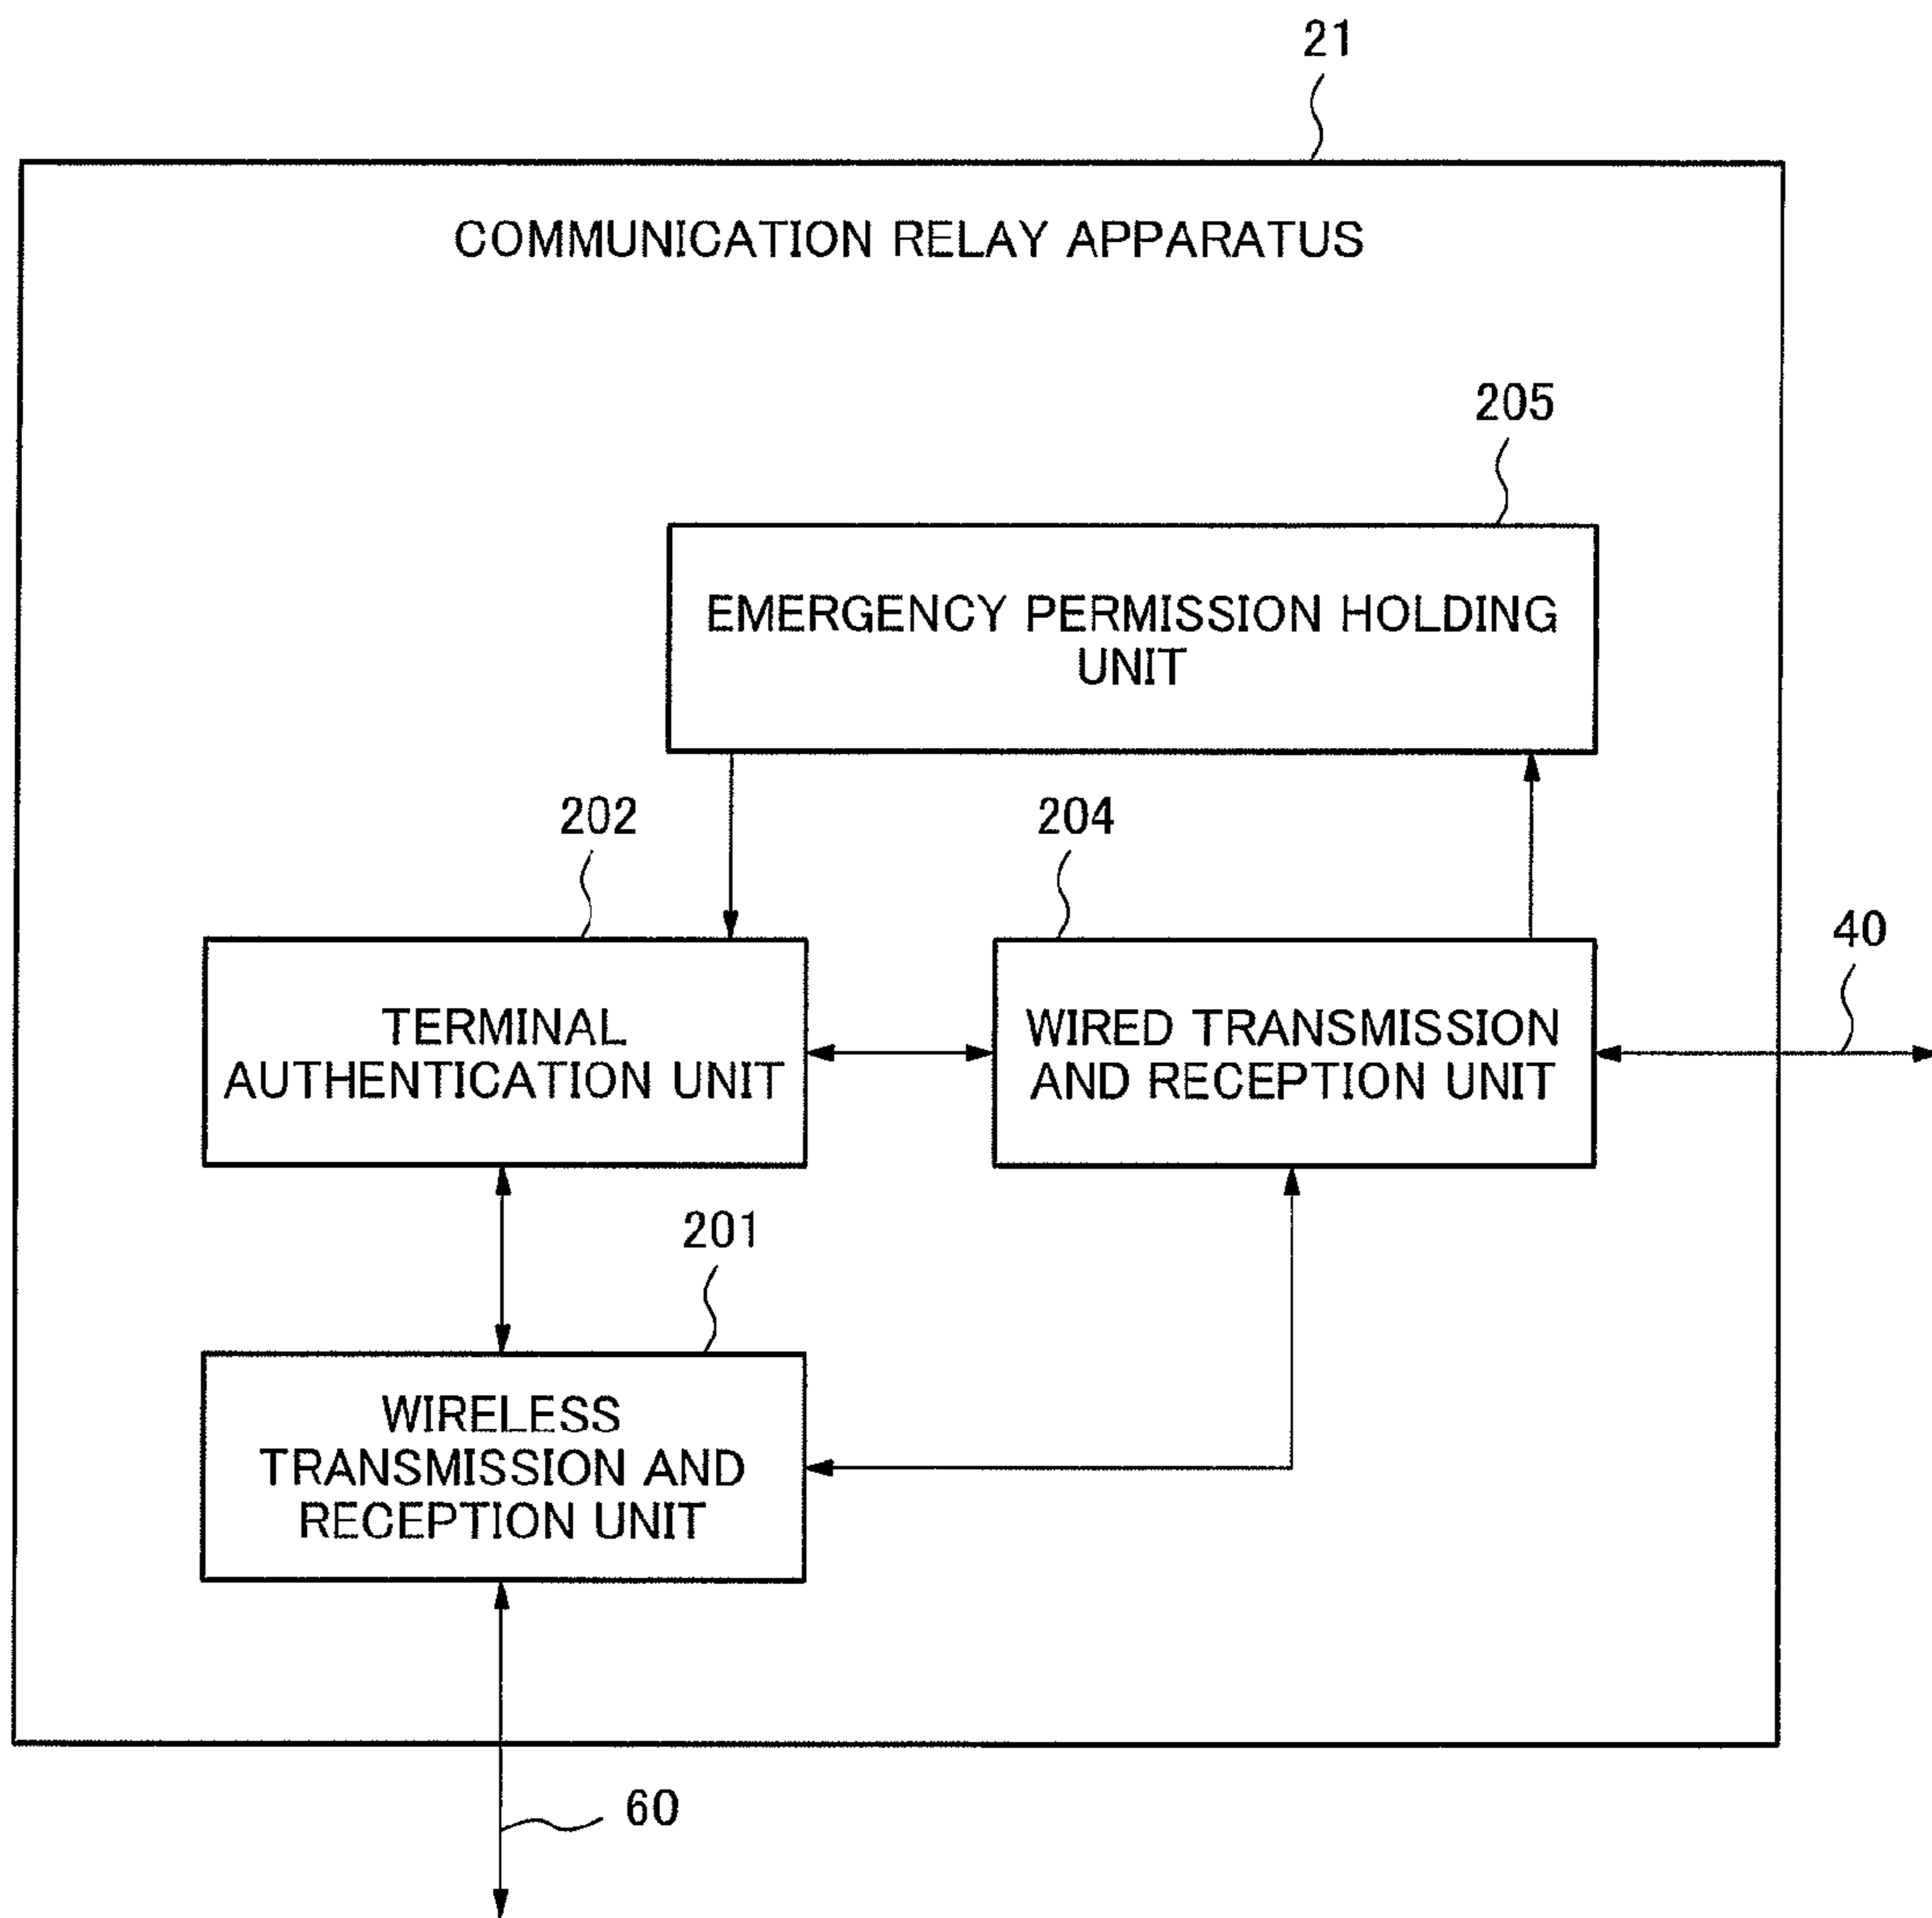 21
COMMUNICATION RELAY APPARATUS
205
EMERGENCY PERMISSION HOLDING
UNIT
202
204
40
TERMINAL
AUTHENTICATION UNIT
WIRED TRANSMISSION
AND RECEPTION UNIT
201
WIRELESS
TRANSMISSION AND
RECEPTION UNIT
60